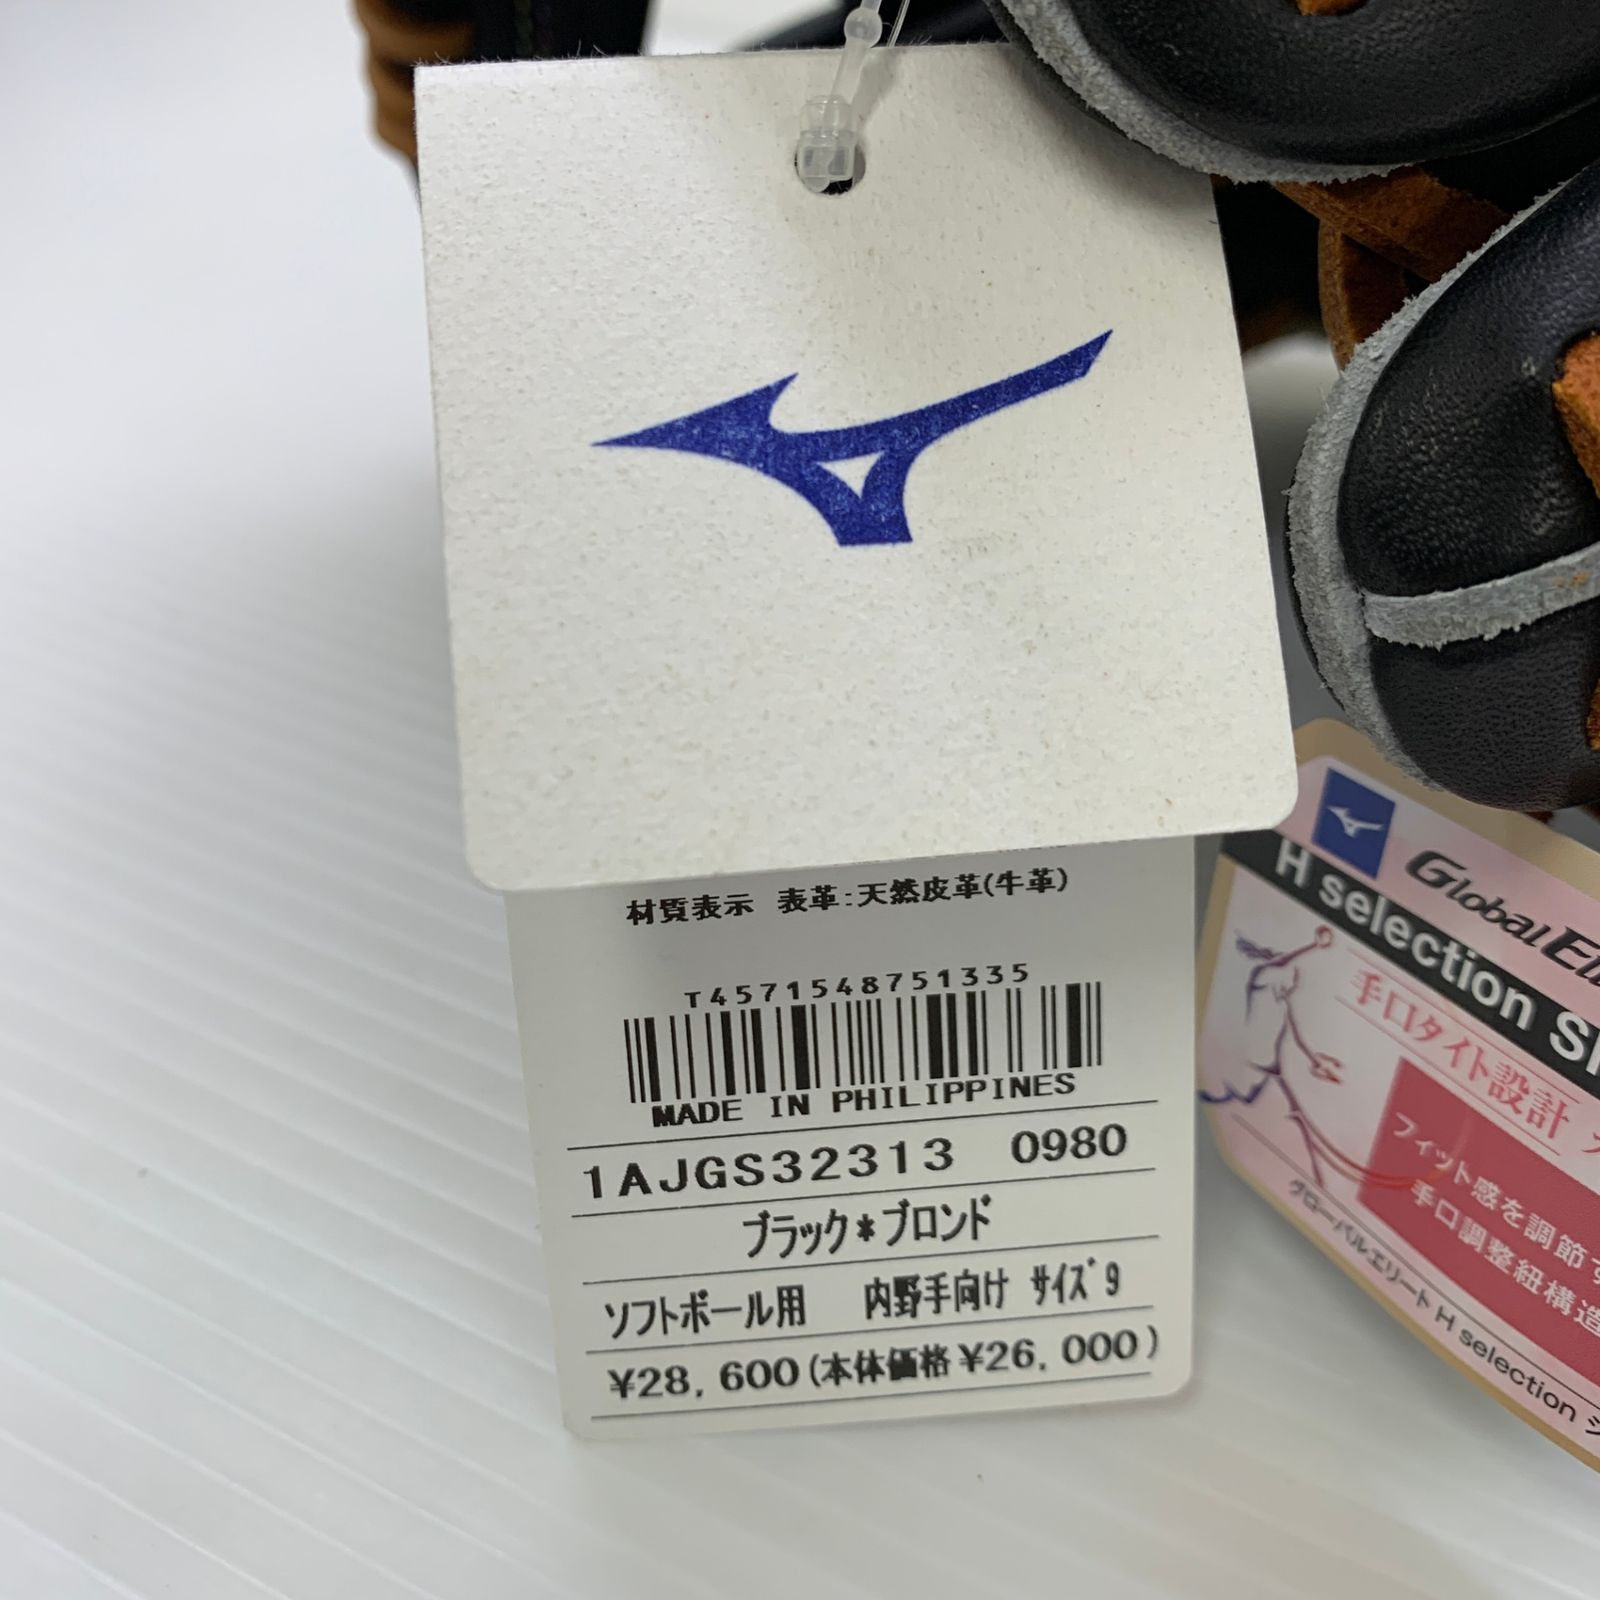 材質表示 表革:天然皮革(牛革)
T4571548751335
MADE IN PHILIPPINES
1AJGS32313 0980
ブラック*ブロンド
ソフトボール用 内野手向け サイズ9
¥28,600(本体価格¥26,000)
Global
H selection
手口タイト設計
フィット感を調節
手口調整紐構造
グローバルエリート H selection